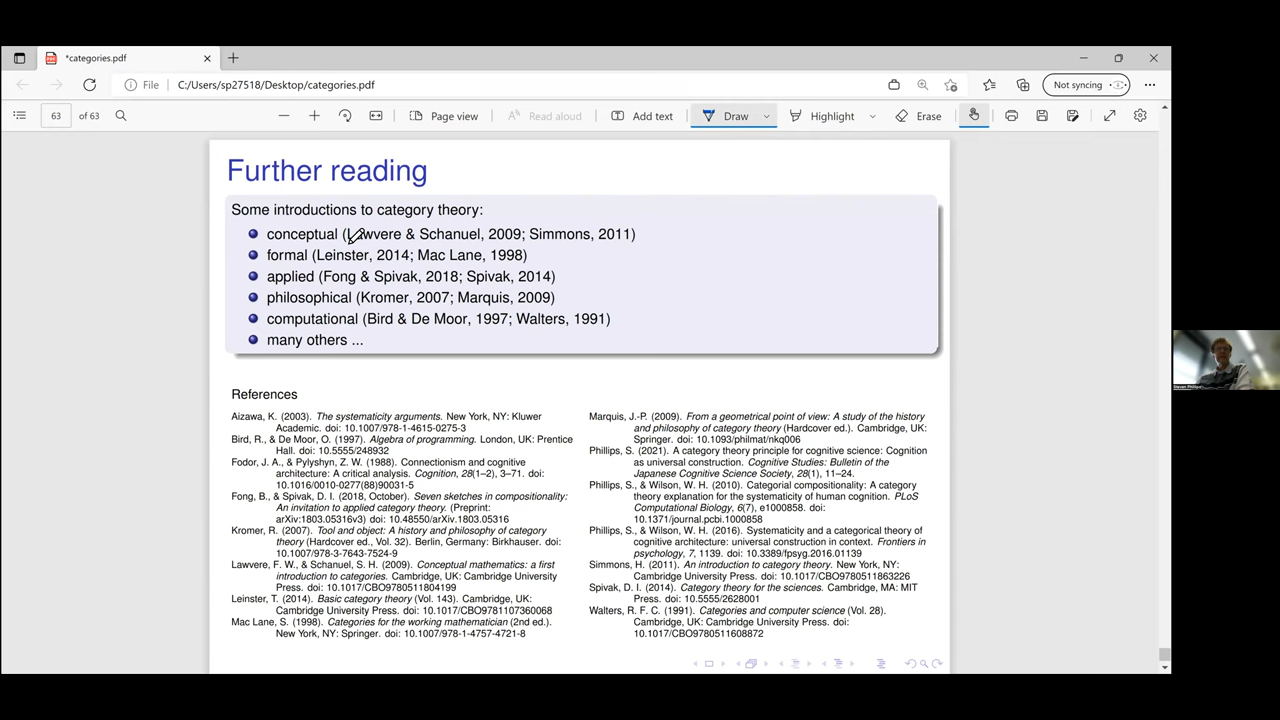 *categories.pdf
File C:/Users/sp27518/Desktop/categories.pdf Not syncing
63 of 63 Page view Read aloud Add text Draw Highlight Erase
Further reading
Some introductions to category theory:
conceptual (Lawvere & Schanuel, 2009; Simmons, 2011)
formal (Leinster, 2014; Mac Lane, 1998)
applied (Fong & Spivak, 2018; Spivak, 2014)
philosophical (Kromer, 2007; Marquis, 2009)
computational (Bird & De Moor, 1997; Walters, 1991)
many others ...
References
Aizawa, K. (2003). The systematicity arguments. New York, NY: Kluwer
Academic. doi: 10.1007/978-1-4615-0275-3
Bird, R., & De Moor, O. (1997). Algebra of programming. London, UK: Prentice
Hall. doi: 10.5555/248932
Fodor, J. A., & Pylyshyn, Z. W. (1988). Connectionism and cognitive
architecture: A critical analysis. Cognition, 28(1–2), 3–71. doi:
10.1016/0010-0277(88)90031-5
Fong, B., & Spivak, D. I. (2018, October). Seven sketches in compositionality:
An invitation to applied category theory. (Preprint:
arXiv:1803.05316v3) doi: 10.48550/arXiv.1803.05316
Kromer, R. (2007). Tool and object: A history and philosophy of category
theory (Hardcover ed., Vol. 32). Berlin, Germany: Birkhauser. doi:
10.1007/978-3-7643-7524-9
Lawvere, F. W., & Schanuel, S. H. (2009). Conceptual mathematics: a first
introduction to categories. Cambridge, UK: Cambridge University
Press. doi: 10.1017/CBO9780511804199
Leinster, T. (2014). Basic category theory (Vol. 143). Cambridge, UK:
Cambridge University Press. doi: 10.1017/CBO9781107360068
Mac Lane, S. (1998). Categories for the working mathematician (2nd ed.).
New York, NY: Springer. doi: 10.1007/978-1-4757-4721-8
Marquis, J.-P. (2009). From a geometrical point of view: A study of the history
and philosophy of category theory (Hardcover ed.). Cambridge, UK:
Springer. doi: 10.1093/philmat/nkq006
Phillips, S. (2021). A category theory principle for cognitive science: Cognition
as universal construction. Cognitive Studies: Bulletin of the
Japanese Cognitive Science Society, 28(1), 11–24.
Phillips, S., & Wilson, W. H. (2010). Categorial compositionality: A category
theory explanation for the systematicity of human cognition. PLoS
Computational Biology, 6(7), e1000858. doi:
10.1371/journal.pcbi.1000858
Phillips, S., & Wilson, W. H. (2016). Systematicity and a categorical theory of
cognitive architecture: universal construction in context. Frontiers in
psychology, 7, 1139. doi: 10.3389/fpsyg.2016.01139
Simmons, H. (2011). An introduction to category theory. New York, NY:
Cambridge University Press. doi: 10.1017/CBO9780511863226
Spivak, D. I. (2014). Category theory for the sciences. Cambridge, MA: MIT
Press. doi: 10.5555/2628001
Walters, R. F. C. (1991). Categories and computer science (Vol. 28).
Cambridge, UK: Cambridge University Press. doi:
10.1017/CBO9780511608872
Steven Phillips